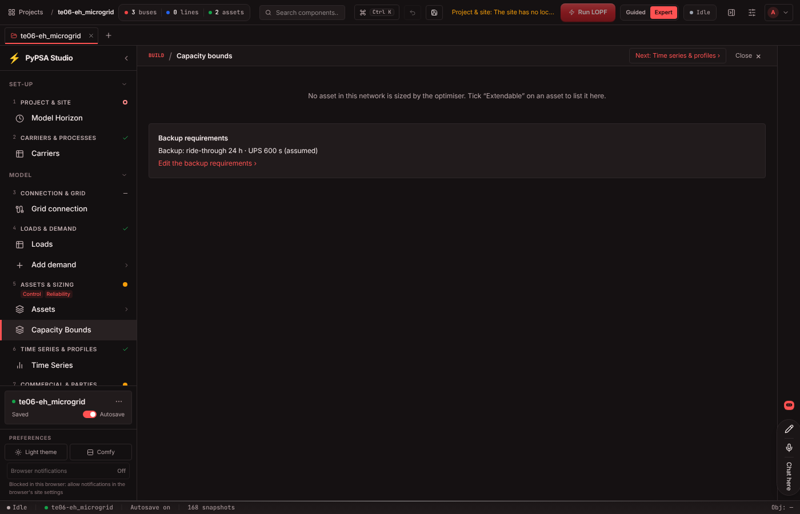 Projects / te06-eh_microgrid
3 buses 0 lines 2 assets
Search components...
Ctrl K
Project & site: The site has no loc...
Run LOPF
Guided Expert
Idle
A
te06-eh_microgrid
PyPSA Studio
BUILD / Capacity bounds
Next: Time series & profiles ›
Close ×
SET-UP
1 PROJECT & SITE
Model Horizon
2 CARRIERS & PROCESSES
Carriers
MODEL
3 CONNECTION & GRID
Grid connection
4 LOADS & DEMAND
Loads
Add demand
5 ASSETS & SIZING
Control Reliability
Assets
Capacity Bounds
6 TIME SERIES & PROFILES
Time Series
7 COMMERCIAL & PARTIES
No asset in this network is sized by the optimiser. Tick "Extendable" on an asset to list it here.
Backup requirements
Backup: ride-through 24 h · UPS 600 s (assumed)
Edit the backup requirements ›
te06-eh_microgrid
Saved
Autosave
PREFERENCES
Light theme
Comfy
Browser notifications Off
Blocked in this browser: allow notifications in the
browser's site settings
Chat here
Idle te06-eh_microgrid Autosave on 168 snapshots
Obj: —